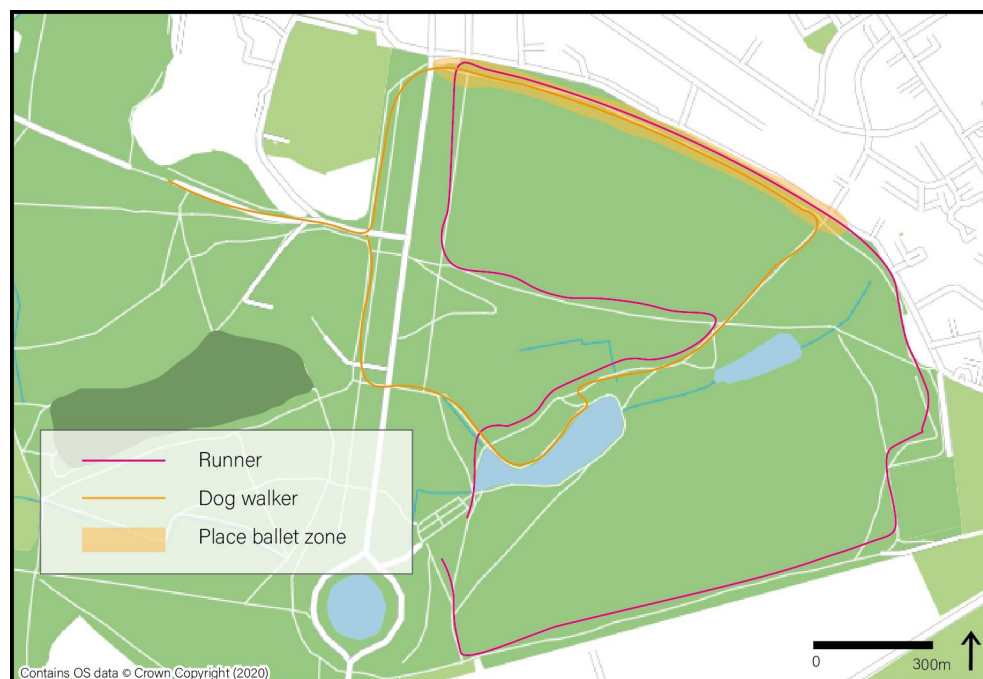 Runner
Dog walker
Place ballet zone
0 300m
Contains OS data © Crown Copyright (2020)